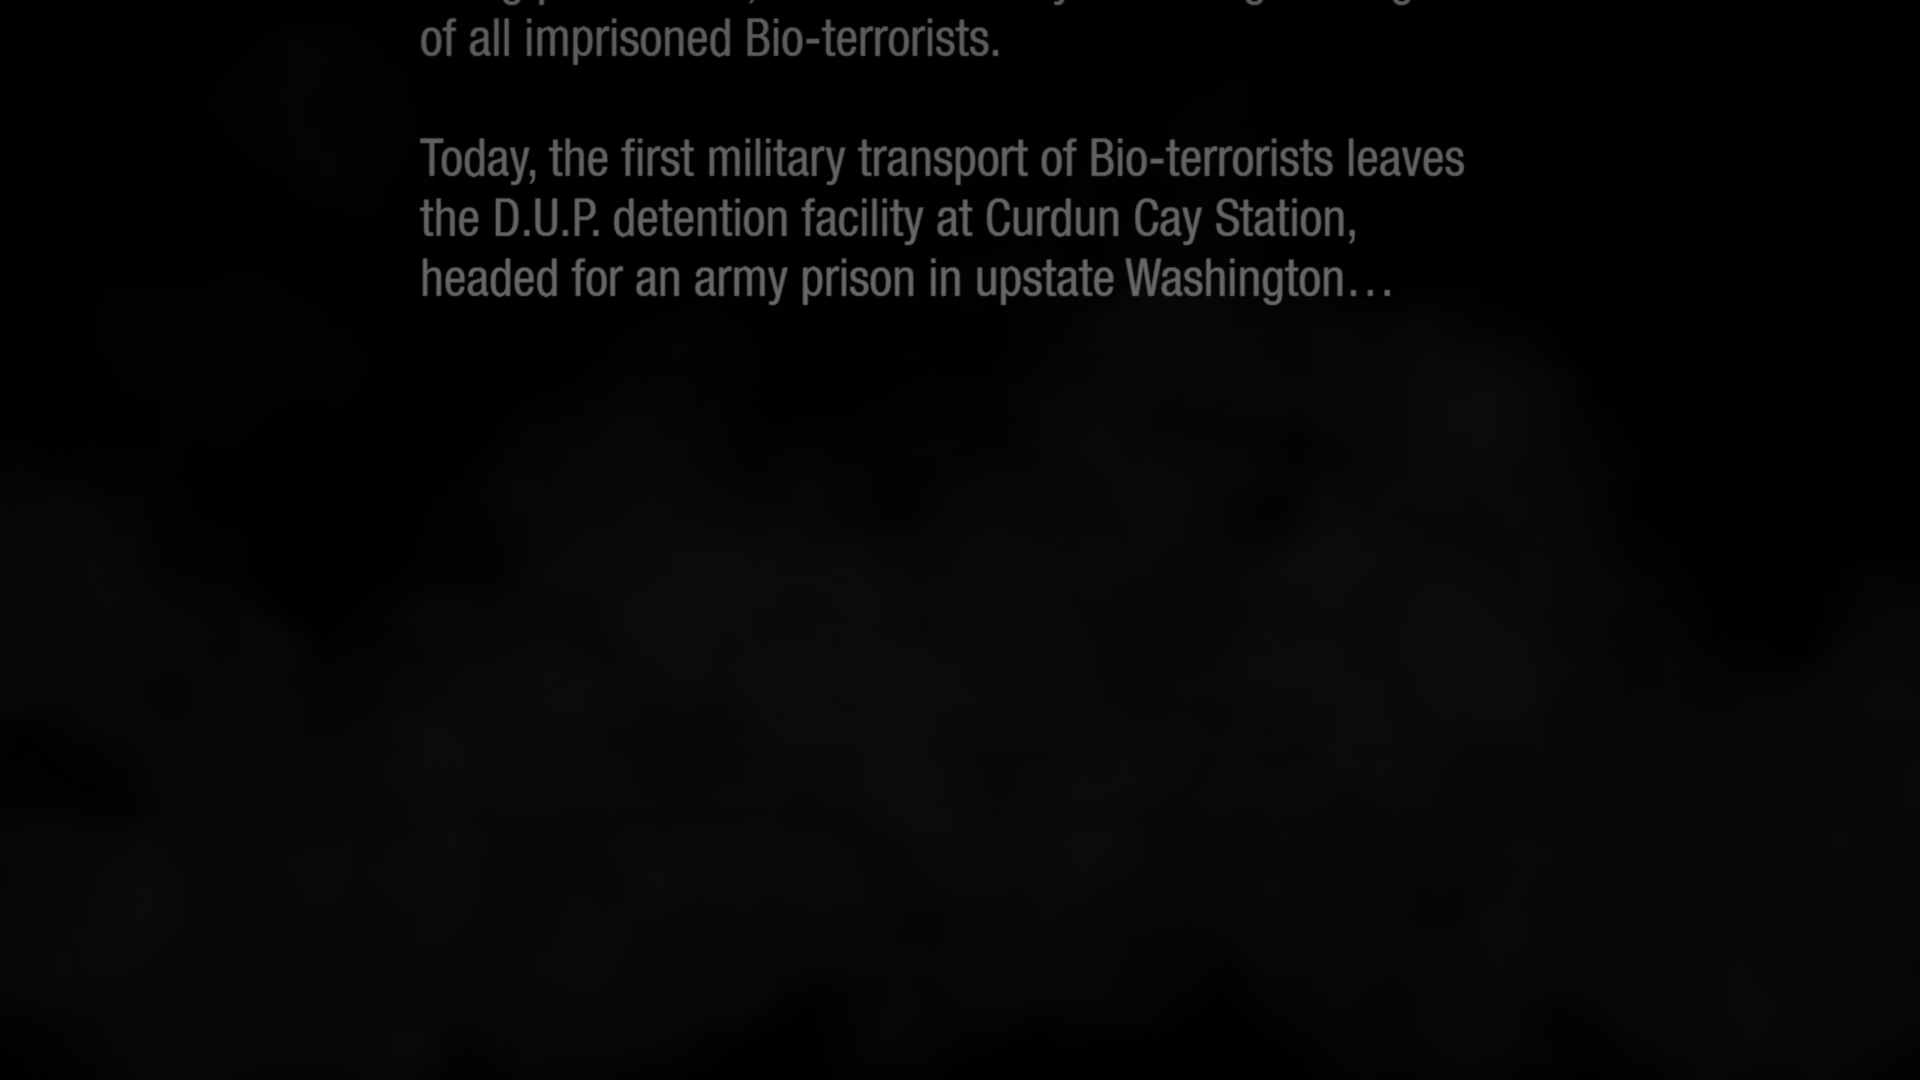 of all imprisoned Bio-terrorists.
Today, the first military transport of Bio-terrorists leaves
the D.U.P. detention facility at Curdun Cay Station,
headed for an army prison in upstate Washington…